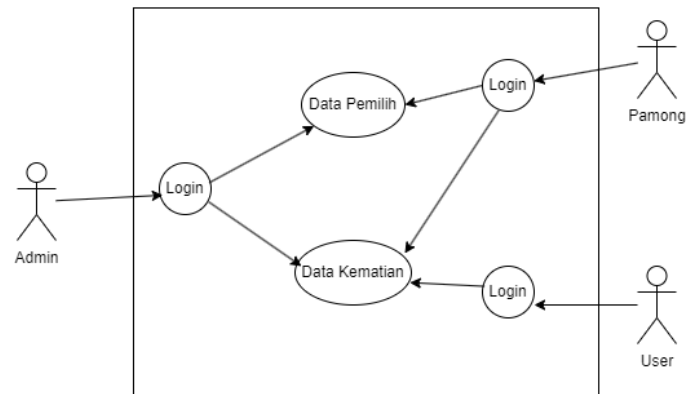 Login
Data Pemilih
Pamong
Login
Admin
Data Kematian
Login
User